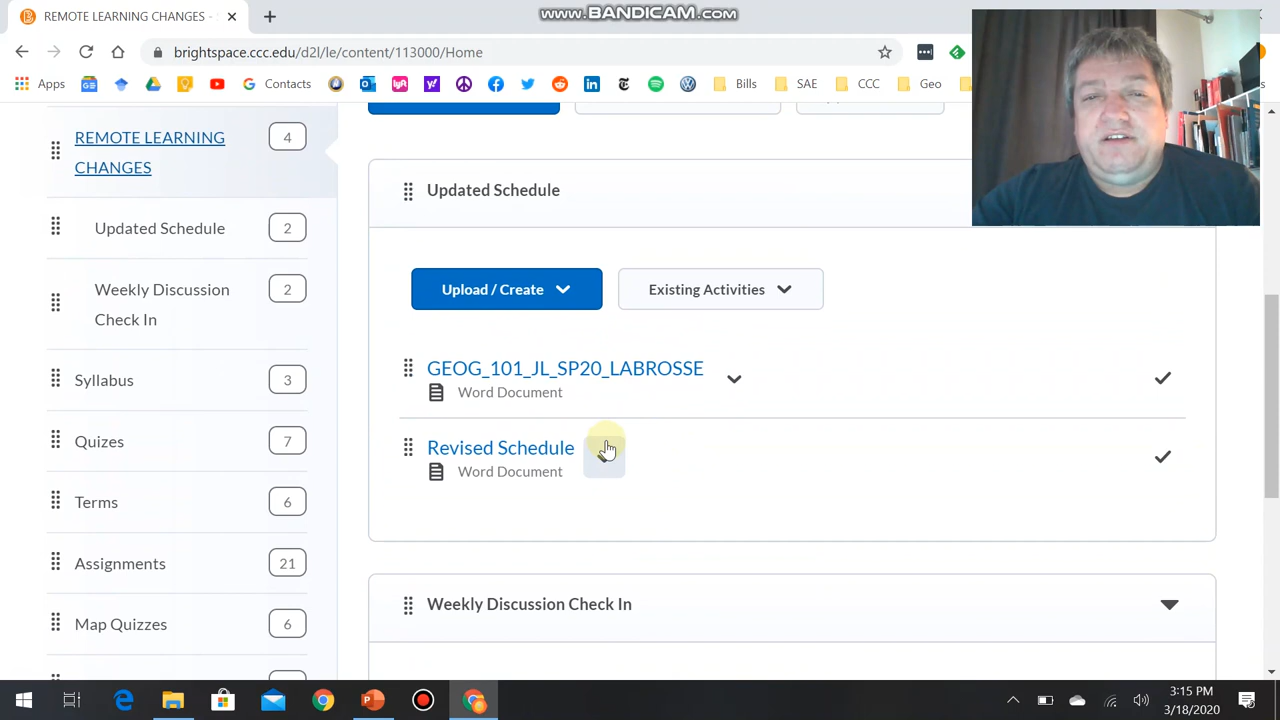 REMOTE LEARNING CHANGES -
www.BANDICAM.com
brightspace.ccc.edu/d2l/le/content/113000/Home
Apps
Contacts
Bills
SAE
CCC
Geo
REMOTE LEARNING
CHANGES
4
Updated Schedule
2
Weekly Discussion
Check In
2
Syllabus
3
Quizes
7
Terms
6
Assignments
21
Map Quizzes
6
Updated Schedule
Upload / Create
Existing Activities
GEOG_101_JL_SP20_LABROSSE
Word Document
Revised Schedule
Word Document
Weekly Discussion Check In
3:15 PM
3/18/2020